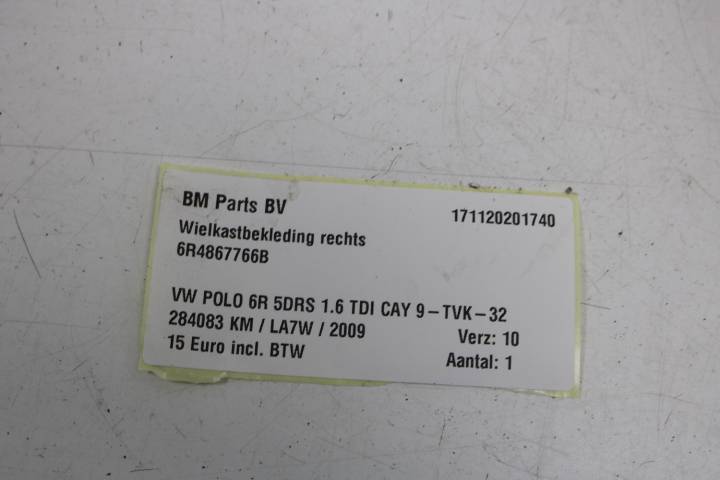 BM Parts BV 171120201740
Wielkastbekleding rechts
6R4867766B
VW POLO 6R 5DRS 1.6 TDI CAY 9-TVK-32
284083 KM / LA7W / 2009 Verz: 10
15 Euro incl. BTW Aantal: 1